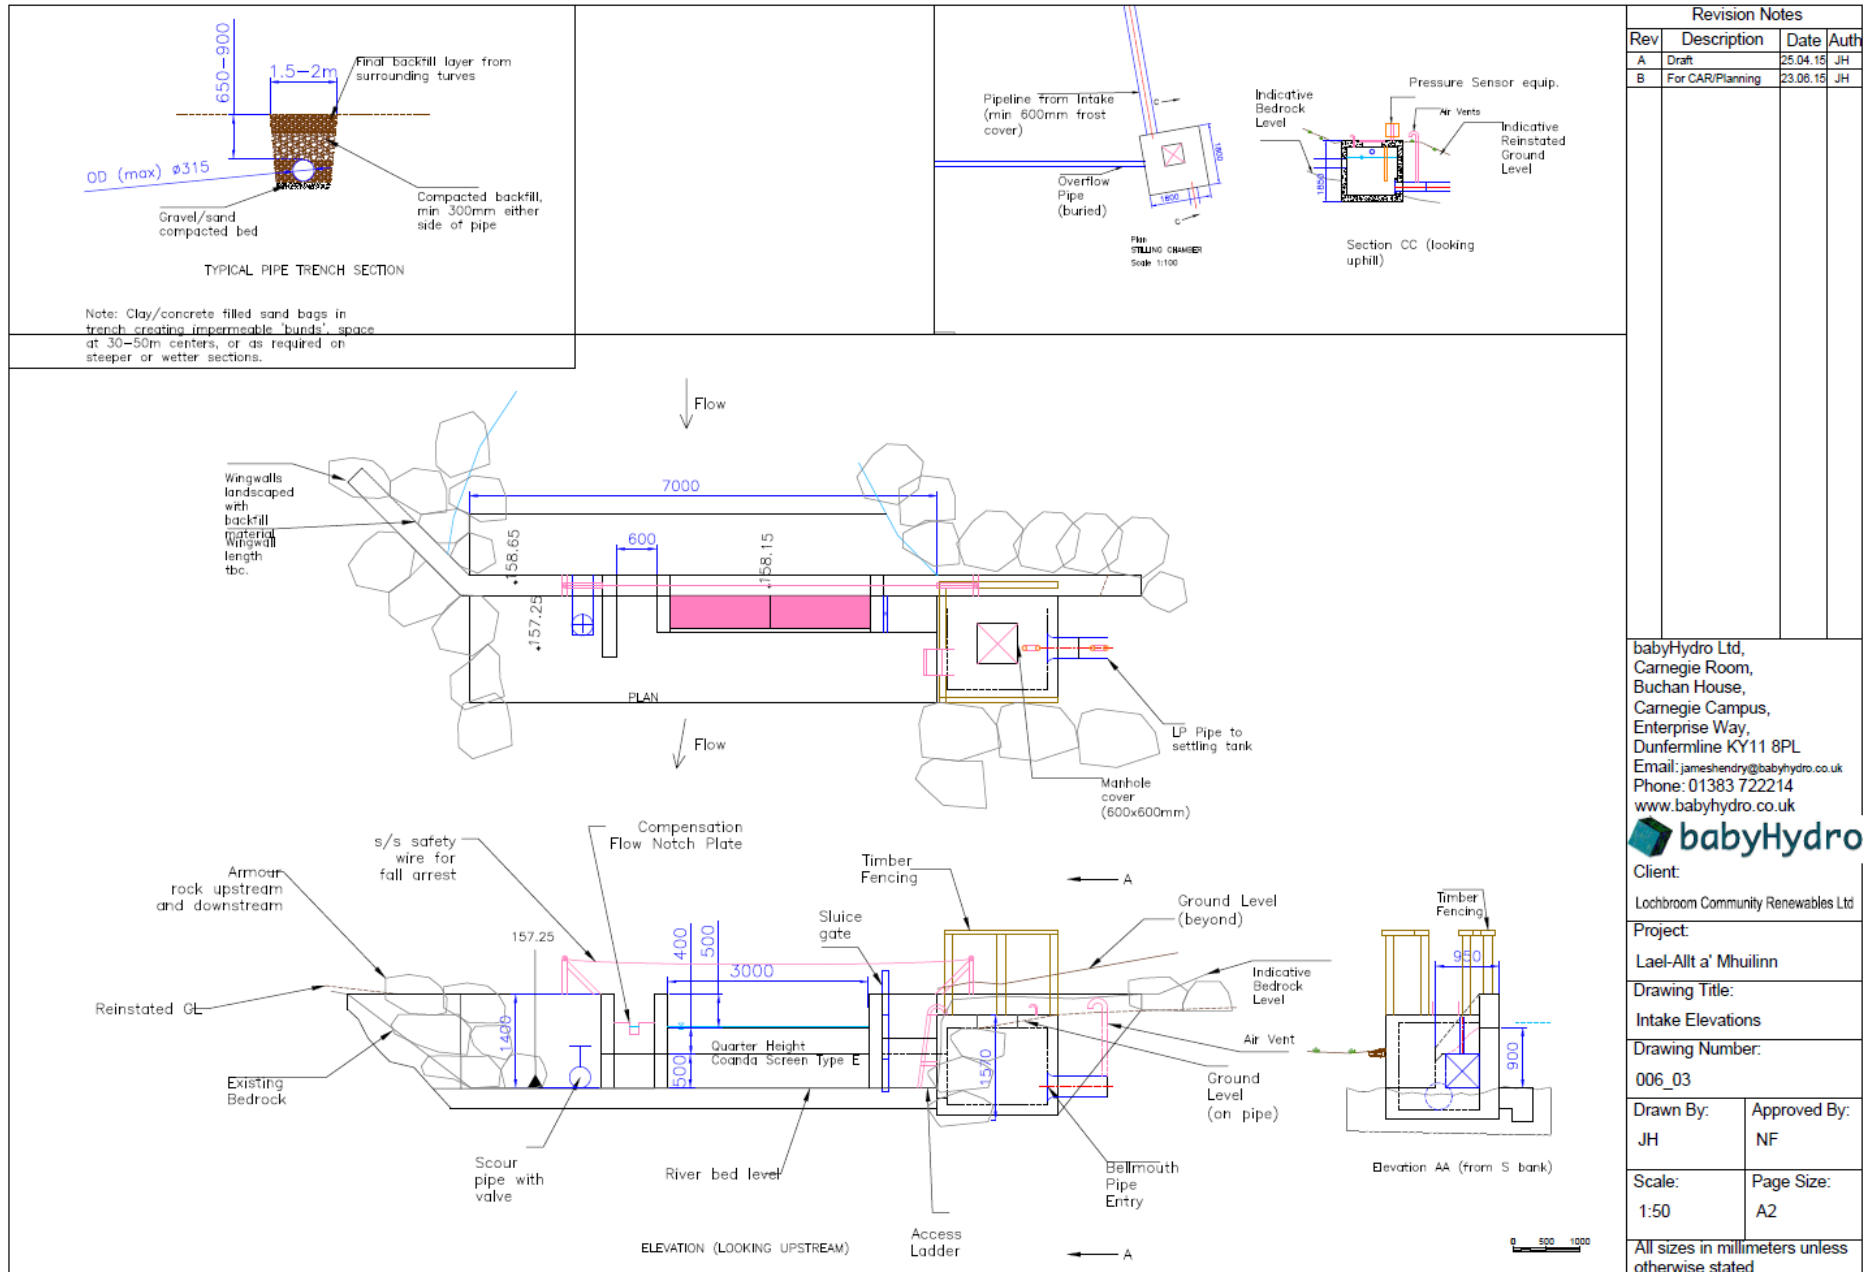 650-900
1.5-2m
Final backfill layer from
surrounding turves
OD (max) ø315
Gravel/sand
compacted bed
Compacted backfill,
min 300mm either
side of pipe
TYPICAL PIPE TRENCH SECTION
Note: Clay/concrete filled sand bags in
trench creating impermeable 'bunds', space
at 30-50m centers, or as required on
steeper or wetter sections.
Pipeline from Intake
(min 600mm frost
cover)
C
1800
Overflow
Pipe
(buried)
1800
C
Plan
STILLING CHAMBER
Scale 1:100
Indicative
Bedrock
Level
Pressure Sensor equip.
Air Vents
Indicative
Reinstated
Ground
Level
1850
Section CC (looking
uphill)
Flow
Wingwalls
landscaped
with
backfill
material
Wingwall
length
tbc.
7000
158.65
600
158.15
157.25
PLAN
Flow
LP Pipe to
settling tank
Manhole
cover
(600x600mm)
s/s safety
wire for
fall arrest
Compensation
Flow Notch Plate
Armour
rock upstream
and downstream
157.25
Reinstated GL
Existing
Bedrock
1400
400
500
3000
Quarter Height
Coanda Screen Type E
500
Sluice
gate
Timber
Fencing
A
Ground Level
(beyond)
Indicative
Bedrock
Level
Air Vent
1570
Ground
Level
(on pipe)
Scour
pipe with
valve
River bed level
Bellmouth
Pipe
Entry
Access
Ladder
A
ELEVATION (LOOKING UPSTREAM)
Timber
Fencing
950
900
Elevation AA (from S bank)
0 500 1000
Revision Notes
Rev Description Date Auth
A Draft 25.04.15 JH
B For CAR/Planning 23.06.15 JH
babyHydro Ltd,
Carnegie Room,
Buchan House,
Carnegie Campus,
Enterprise Way,
Dunfermline KY11 8PL
Email: jameshendry@babyhydro.co.uk
Phone: 01383 722214
www.babyhydro.co.uk
babyHydro
Client:
Lochbroom Community Renewables Ltd
Project:
Lael-Allt a' Mhuilinn
Drawing Title:
Intake Elevations
Drawing Number:
006_03
Drawn By: Approved By:
JH NF
Scale: Page Size:
1:50 A2
All sizes in millimeters unless
otherwise stated